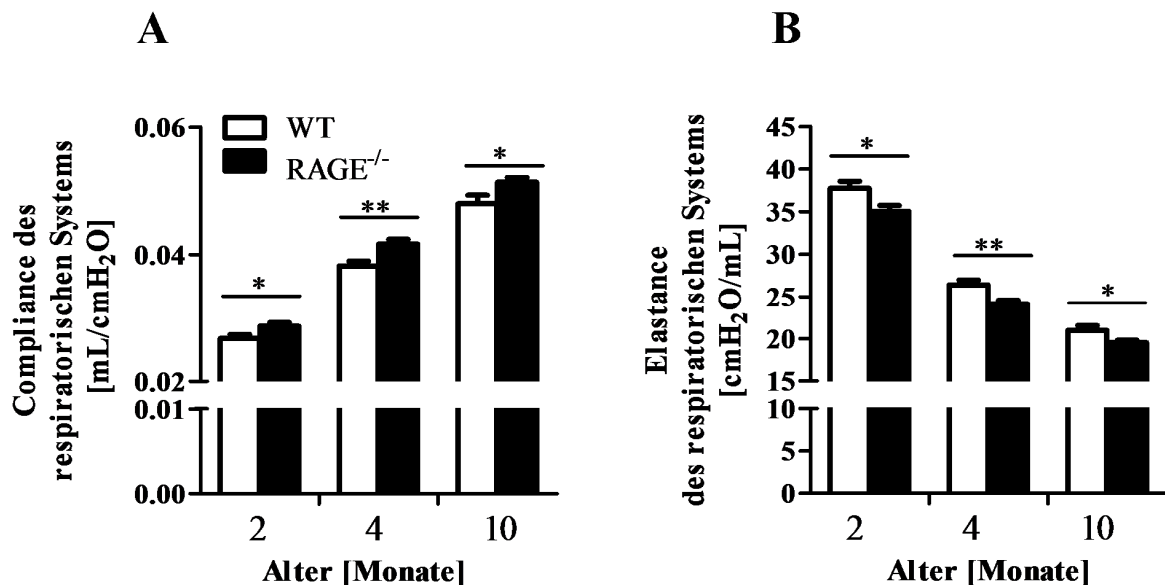 A
Compliance des
respiratorischen Systems
[mL/cmH₂O]
0.06
0.04
0.02
0.01
0.00
WT
RAGE⁻/⁻
*
**
*
2
4
10
Alter [Monate]
B
Elastance
des respiratorischen Systems
[cmH₂O/mL]
45
40
35
30
25
20
15
10
5
0
*
**
*
2
4
10
Alter [Monate]